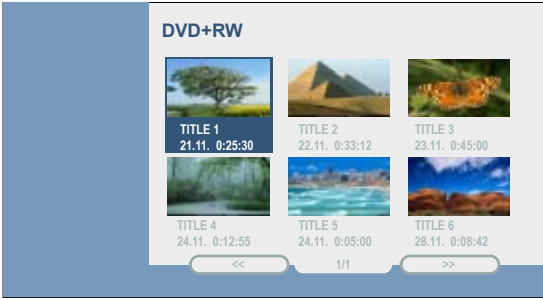 DVD+RW
TITLE 1
21.11. 0:25:30
TITLE 2
22.11. 0:33:12
TITLE 3
23.11. 0:45:00
TITLE 4
24.11. 0:12:55
TITLE 5
24.11. 0:05:00
TITLE 6
28.11. 0:08:42
<<
1/1
>>